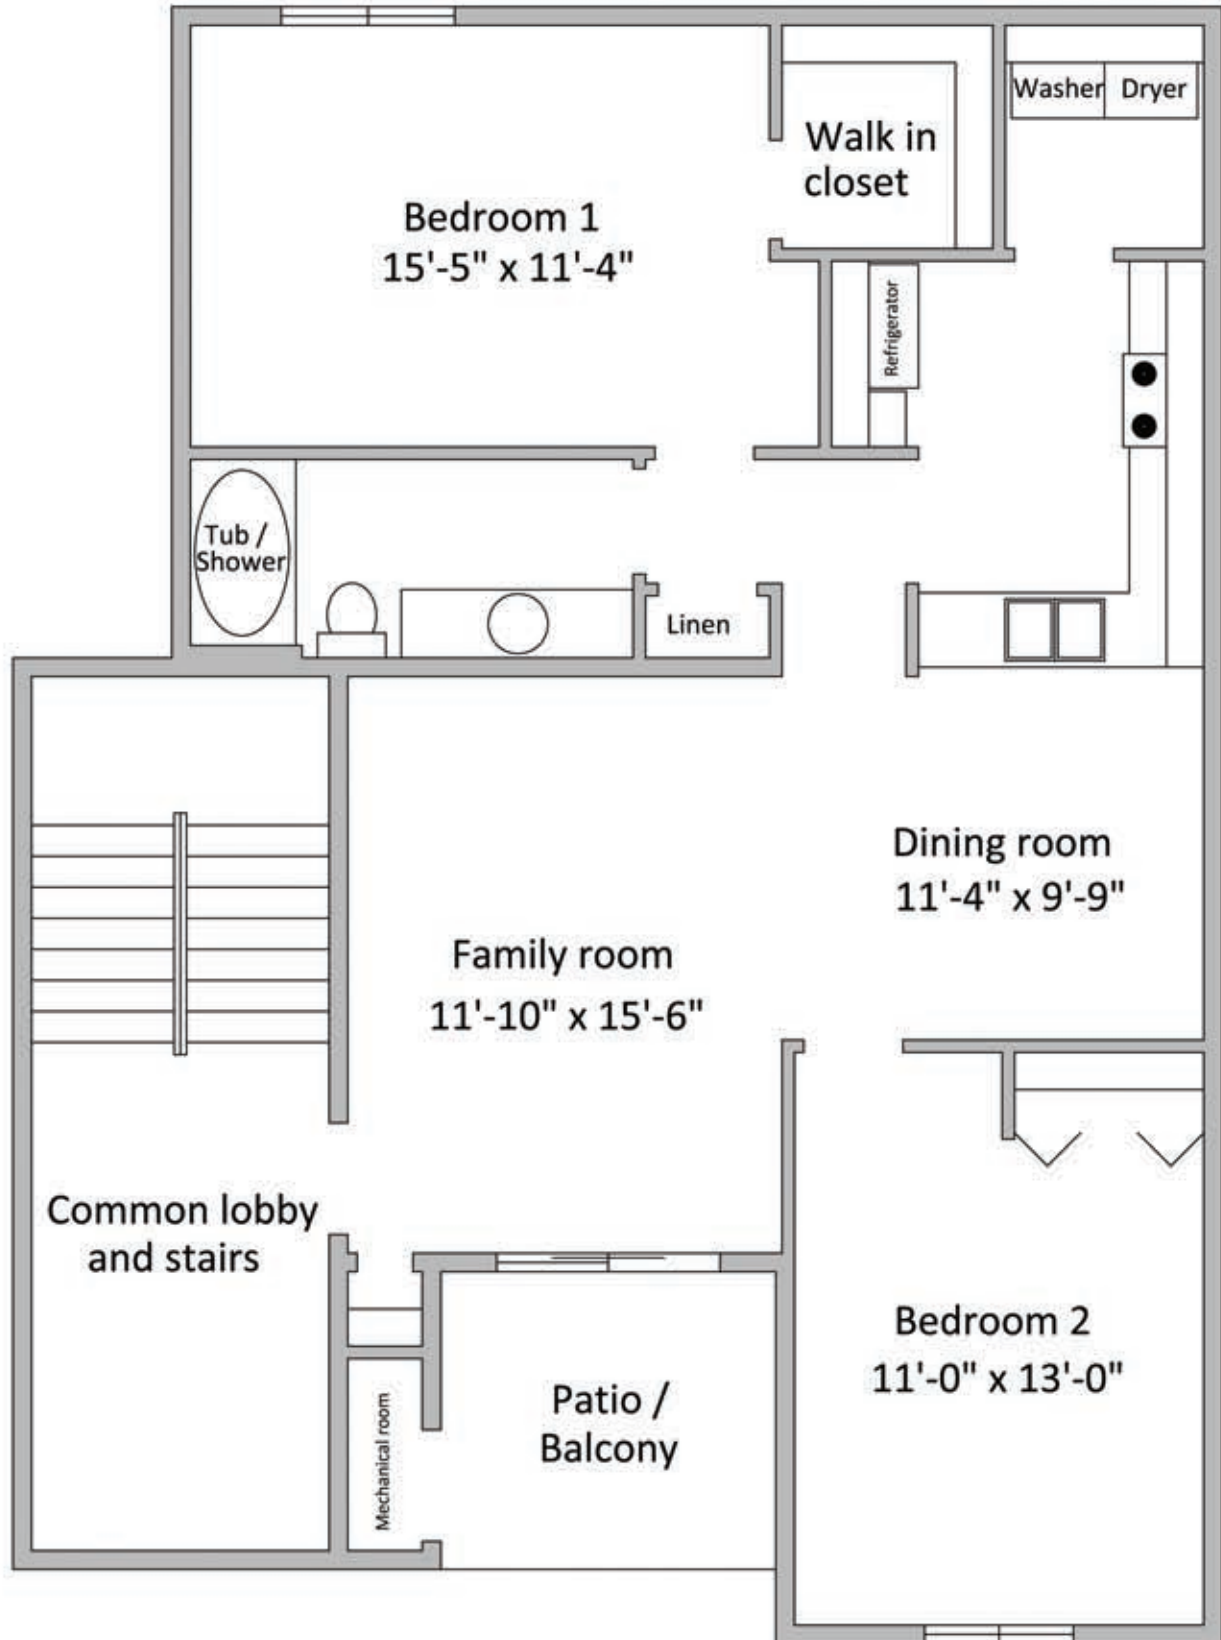 Washer
Dryer
Walk in
closet
Bedroom 1
15'-5" x 11'-4"
Refrigerator
Tub /
Shower
Linen
Dining room
11'-4" x 9'-9"
Family room
11'-10" x 15'-6"
Common lobby
and stairs
Bedroom 2
11'-0" x 13'-0"
Patio /
Balcony
Mechanical room